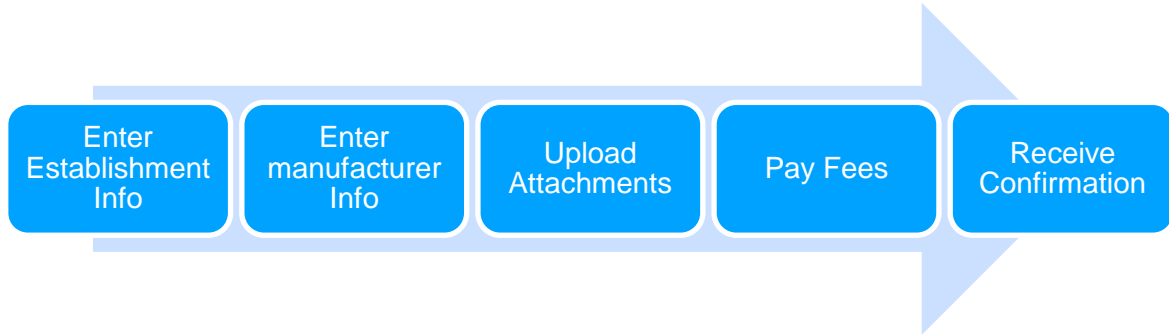 Enter
Establishment
Info
Enter
manufacturer
Info
Upload
Attachments
Pay Fees
Receive
Confirmation